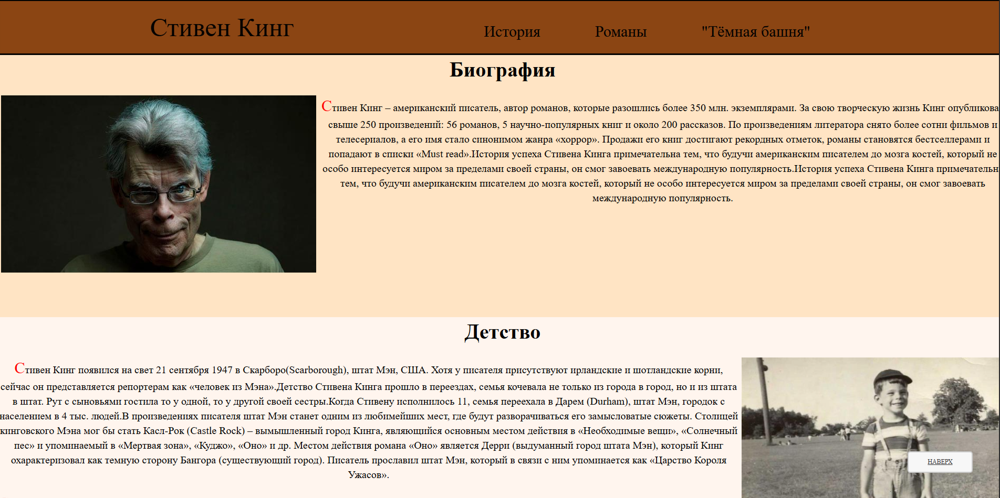 Стивен Кинг
История
Романы
"Тёмная башня"
Биография
Стивен Кинг – американский писатель, автор романов, которые разошлись более 350 млн. экземплярами. За свою творческую жизнь Кинг опубликова
свыше 250 произведений: 56 романов, 5 научно-популярных книг и около 200 рассказов. По произведениям литератора снято более сотни фильмов и
телесериалов, а его имя стало синонимом жанра «хоррор». Продажи его книг достигают рекордных отметок, романы становятся бестселлерами и
попадают в списки «Must read».История успеха Стивена Кинга примечательна тем, что будучи американским писателем до мозга костей, который не
особо интересуется миром за пределами своей страны, он смог завоевать международную популярность.История успеха Стивена Кинга примечательн
тем, что будучи американским писателем до мозга костей, который не особо интересуется миром за пределами своей страны, он смог завоевать
международную популярность.
Детство
Стивен Кинг появился на свет 21 сентября 1947 в Скарборо(Scarborough), штат Мэн, США. Хотя у писателя присутствуют ирландские и шотландские корни,
сейчас он представляется репортерам как «человек из Мэна».Детство Стивена Кинга прошло в переездах, семья кочевала не только из города в город, но и из штата
в штат. Рут с сыновьями гостила то у одной, то у другой своей сестры.Когда Стивену исполнилось 11, семья переехала в Дарем (Durham), штат Мэн, городок с
населением в 4 тыс. людей.В произведениях писателя штат Мэн станет одним из любимейших мест, где будут разворачиваться его замысловатые сюжеты. Столицей
кинговского Мэна мог бы стать Касл-Рок (Castle Rock) – вымышленный город Кинга, являющийся основным местом действия в «Необходимые вещи», «Солнечный
пес» и упоминаемый в «Мертвая зона», «Куджо», «Оно» и др. Местом действия романа «Оно» является Дерри (выдуманный город штата Мэн), который Кинг
охарактеризовал как темную сторону Бангора (существующий город). Писатель прославил штат Мэн, который в связи с ним упоминается как «Царство Короля
Ужасов».
НАВЕРХ